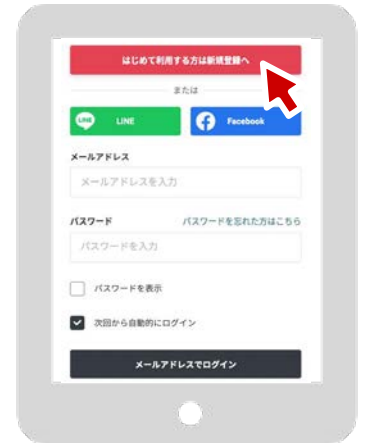 はじめて利用する方は新規登録へ
または
LINE LINE
Facebook
メールアドレス
メールアドレスを入力
パスワード パスワードを忘れた方はこちら
パスワードを入力
パスワードを表示
次回から自動的にログイン
メールアドレスでログイン